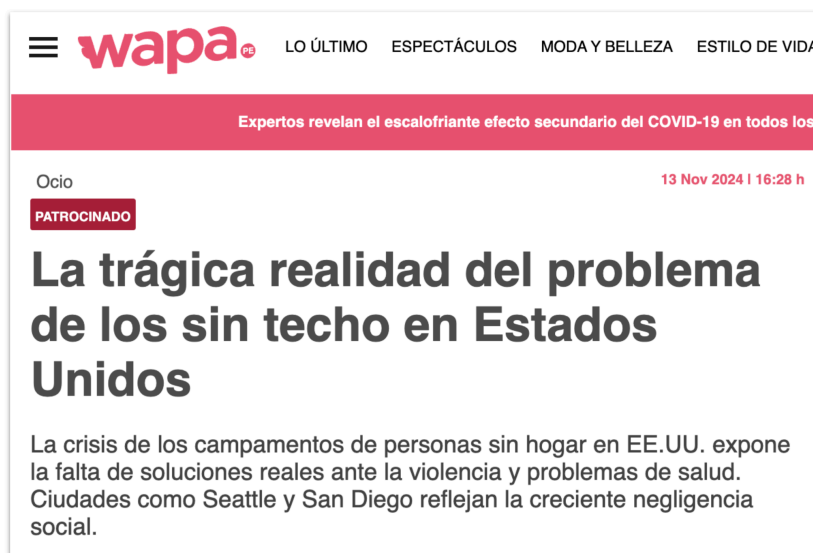 wapa.PE
LO ÚLTIMO ESPECTÁCULOS MODA Y BELLEZA ESTILO DE VIDA
Expertos revelan el escalofriante efecto secundario del COVID-19 en todos los
Ocio
13 Nov 2024 | 16:28 h
PATROCINADO
La trágica realidad del problema
de los sin techo en Estados
Unidos
La crisis de los campamentos de personas sin hogar en EE.UU. expone
la falta de soluciones reales ante la violencia y problemas de salud.
Ciudades como Seattle y San Diego reflejan la creciente negligencia
social.